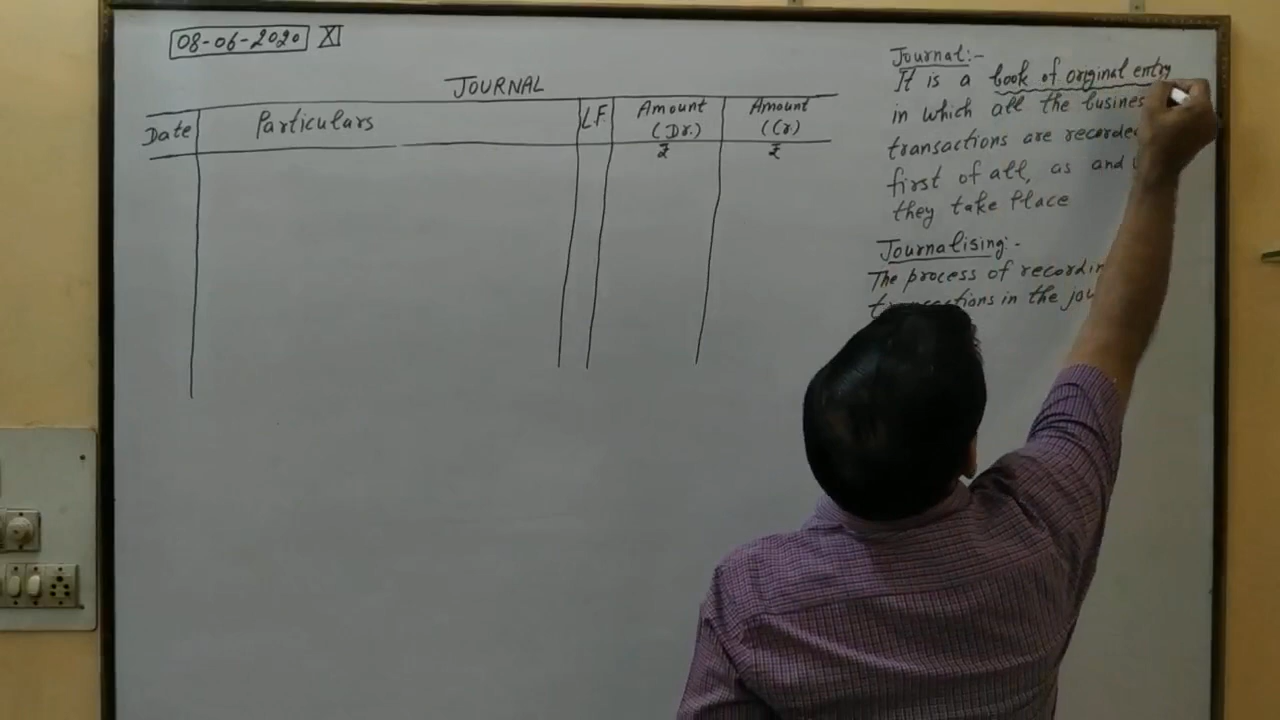 08-06-2020 XI
JOURNAL
Date Particulars LF Amount (Dr.) ₹ Amount (Cr.) ₹
Journal:-
It is a book of original entry
in which all the busines
transactions are recorded
first of all, as and
they take Place
Journalising:-
The process of recordin
transactions in the jou